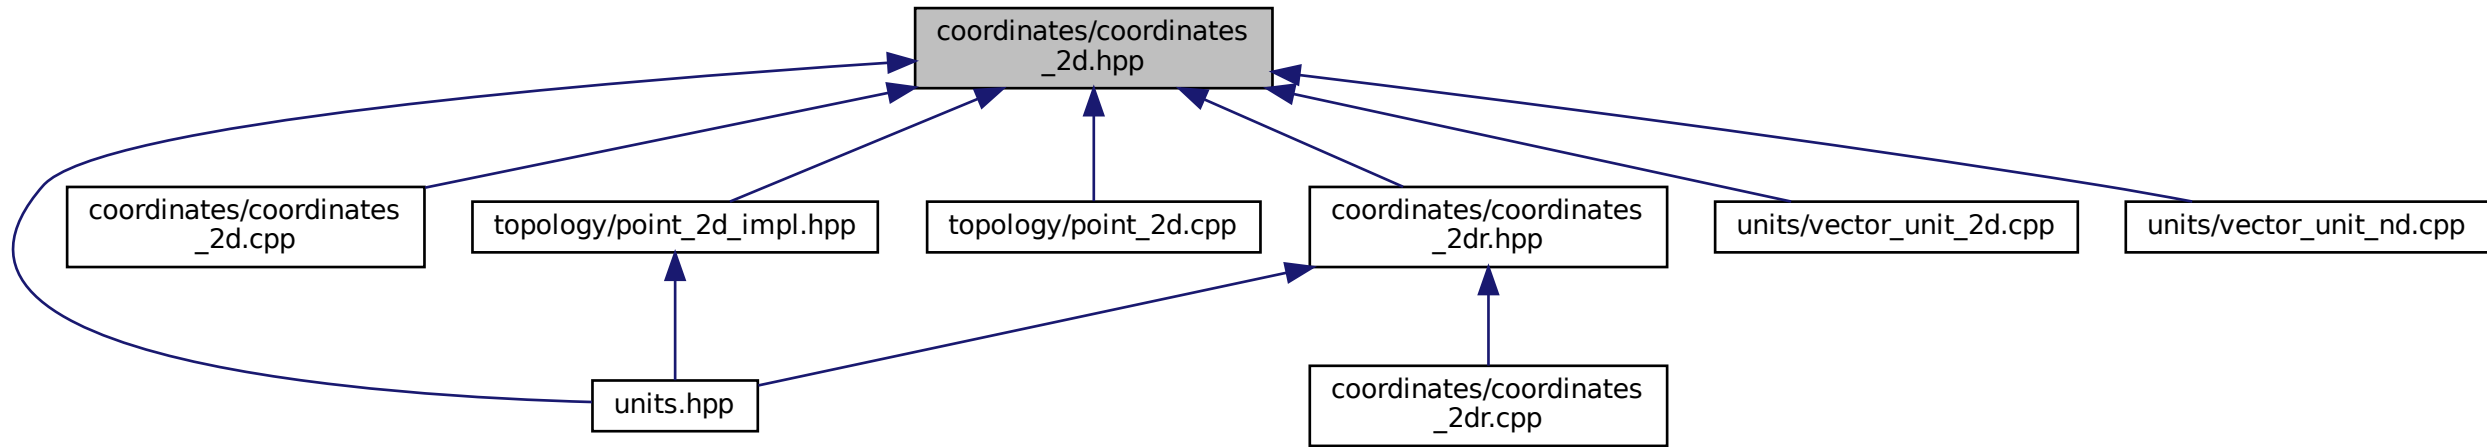 coordinates/coordinates
_2d.hpp
coordinates/coordinates
_2d.cpp
topology/point_2d_impl.hpp
topology/point_2d.cpp
coordinates/coordinates
_2dr.hpp
units/vector_unit_2d.cpp
units/vector_unit_nd.cpp
units.hpp
coordinates/coordinates
_2dr.cpp